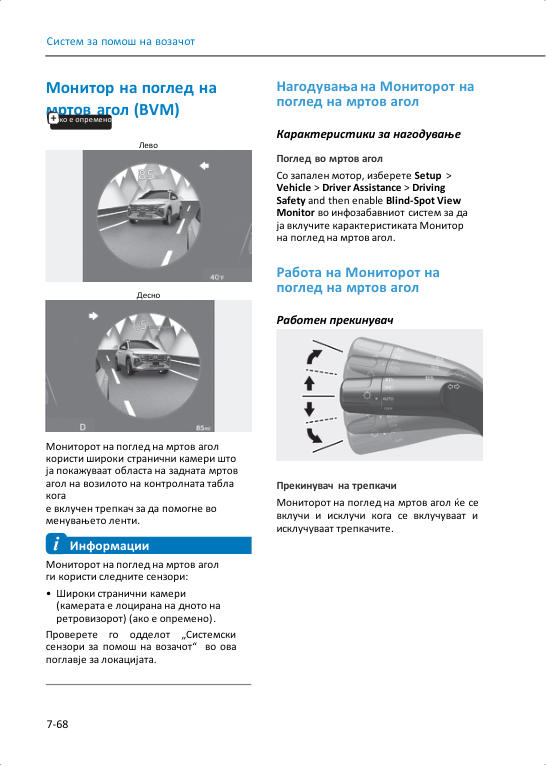 Систем за помош на возачот
Монитор на поглед на
мртов агол (BVM)
ако е опремено
Лево
40
Десно
D
85
Мониторот на поглед на мртов агол
користи широки странични камери што
ја покажуваат областа на задната мртов
агол на возилото на контролната табла
кога
е вклучен трепкач за да помогне во
менувањето ленти.
i Информации
Мониторот на поглед на мртов агол
ги користи следните сензори:
• Широки странични камери
(камерата е лоцирана на дното на
ретровизорот) (ако е опремено).
Проверете го одделот „Системски
сензори за помош на возачот“ во ова
поглавје за локацијата.
7-68
Нагодувања на Мониторот на
поглед на мртов агол
Карактеристики за нагодување
Поглед во мртов агол
Со запален мотор, изберете Setup >
Vehicle > Driver Assistance > Driving
Safety and then enable Blind-Spot View
Monitor во инфозабавниот систем за да
ја вклучите карактеристиката Монитор
на поглед на мртов агол.
Работа на Мониторот на
поглед на мртов агол
Работен прекинувач
AUTO
Прекинувач на трепкачи
Мониторот на поглед на мртов агол ќе се
вклучи и исклучи кога се вклучуваат и
исклучуваат трепкачите.